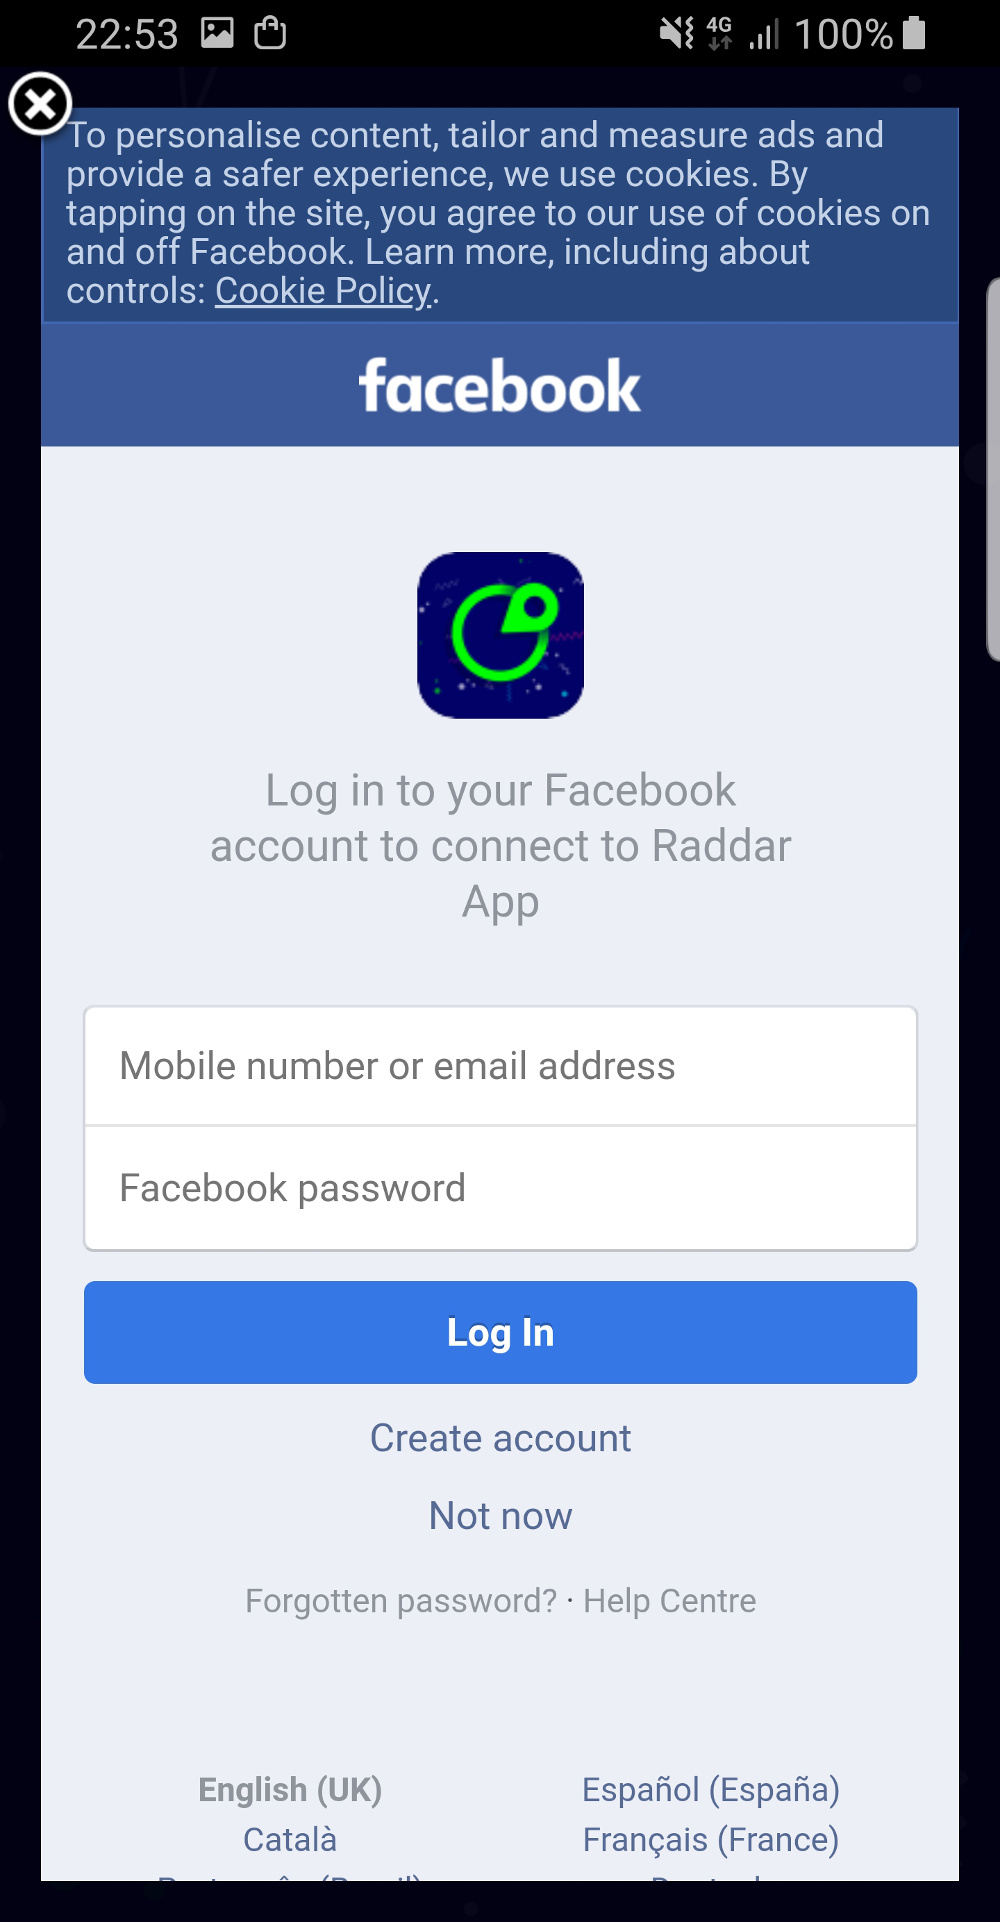 22:53 4G 100%
To personalise content, tailor and measure ads and
provide a safer experience, we use cookies. By
tapping on the site, you agree to our use of cookies on
and off Facebook. Learn more, including about
controls: Cookie Policy.
facebook
Log in to your Facebook
account to connect to Raddar
App
Mobile number or email address
Facebook password
Log In
Create account
Not now
Forgotten password? · Help Centre
English (UK) Español (España)
Català Français (France)